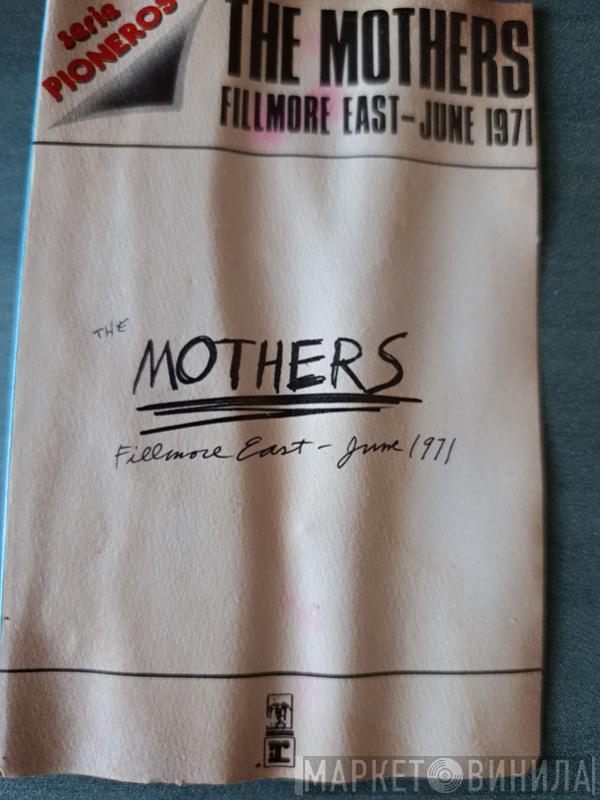 serie
PIONEROS
THE MOTHERS
FILLMORE EAST-JUNE 1971
THE
MOTHERS
Fillmore East - June 1971
r
МАРКЕТ ВИНИЛА